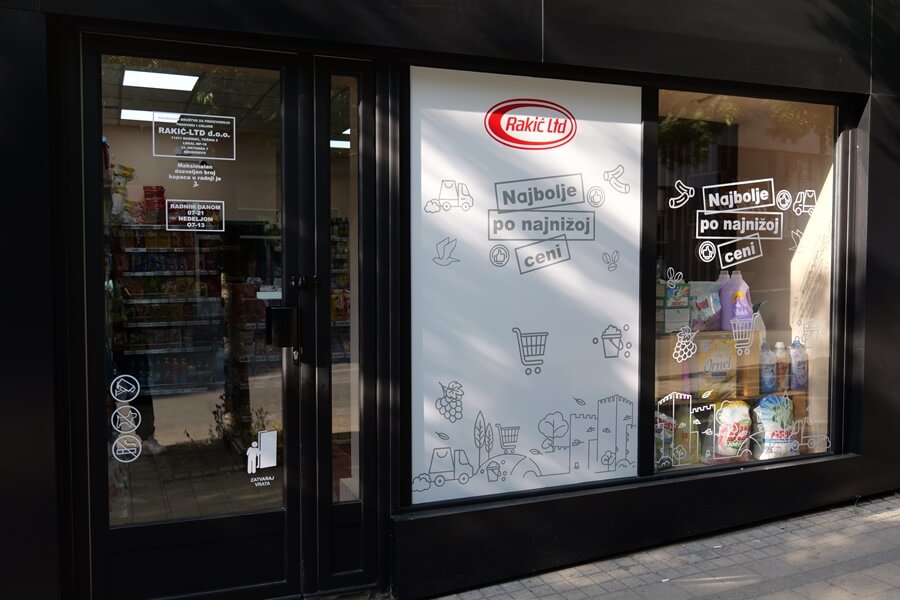 RAKIĆ-LTD d.o.o.
Maksimalan
dozvoljen broj
kupaca u radnji je
RADNIM DANOM
07-21
NEDELJOM
07-13
ZATVARAJ
VRATA
Rakić Ltd
Najbolje
po najnižoj
ceni
Najbolje
po najnižoj
ceni
Ornel